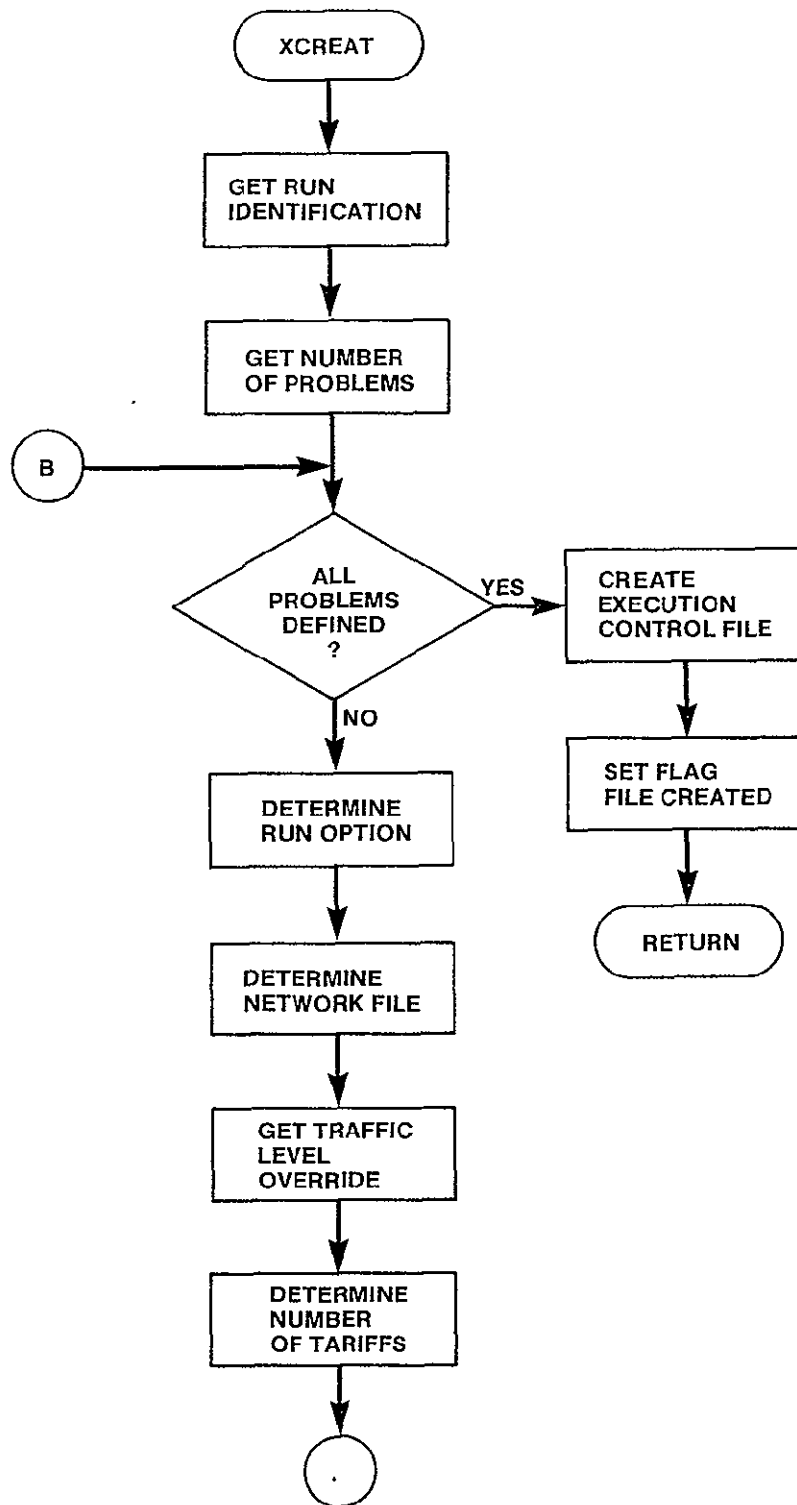 XCREAT
GET RUN
IDENTIFICATION
GET NUMBER
OF PROBLEMS
B
ALL
PROBLEMS
DEFINED
?
YES
CREATE
EXECUTION
CONTROL FILE
NO
SET FLAG
FILE CREATED
DETERMINE
RUN OPTION
RETURN
DETERMINE
NETWORK FILE
GET TRAFFIC
LEVEL
OVERRIDE
DETERMINE
NUMBER
OF TARIFFS